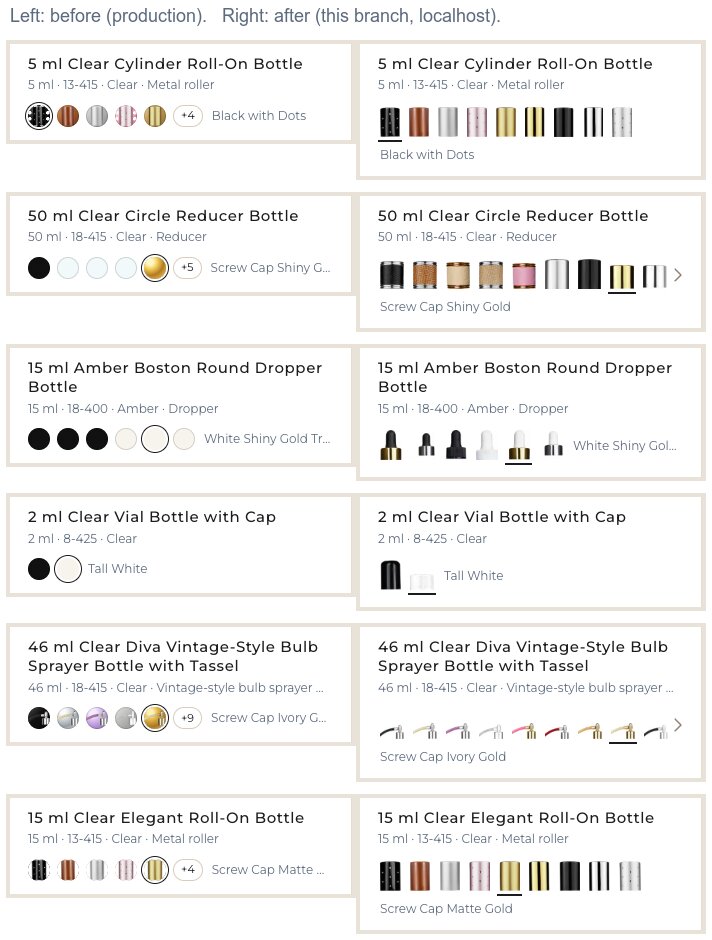 Left: before (production).   Right: after (this branch, localhost).
5 ml Clear Cylinder Roll-On Bottle
5 ml · 13-415 · Clear · Metal roller
+4
Black with Dots
5 ml Clear Cylinder Roll-On Bottle
5 ml · 13-415 · Clear · Metal roller
Black with Dots
50 ml Clear Circle Reducer Bottle
50 ml · 18-415 · Clear · Reducer
+5
Screw Cap Shiny G...
50 ml Clear Circle Reducer Bottle
50 ml · 18-415 · Clear · Reducer
Screw Cap Shiny Gold
15 ml Amber Boston Round Dropper
Bottle
15 ml · 18-400 · Amber · Dropper
White Shiny Gold Tr...
15 ml Amber Boston Round Dropper
Bottle
15 ml · 18-400 · Amber · Dropper
White Shiny Gol...
2 ml Clear Vial Bottle with Cap
2 ml · 8-425 · Clear
Tall White
2 ml Clear Vial Bottle with Cap
2 ml · 8-425 · Clear
Tall White
46 ml Clear Diva Vintage-Style Bulb
Sprayer Bottle with Tassel
46 ml · 18-415 · Clear · Vintage-style bulb sprayer ...
+9
Screw Cap Ivory G...
46 ml Clear Diva Vintage-Style Bulb
Sprayer Bottle with Tassel
46 ml · 18-415 · Clear · Vintage-style bulb sprayer ...
Screw Cap Ivory Gold
15 ml Clear Elegant Roll-On Bottle
15 ml · 13-415 · Clear · Metal roller
+4
Screw Cap Matte ...
15 ml Clear Elegant Roll-On Bottle
15 ml · 13-415 · Clear · Metal roller
Screw Cap Matte Gold